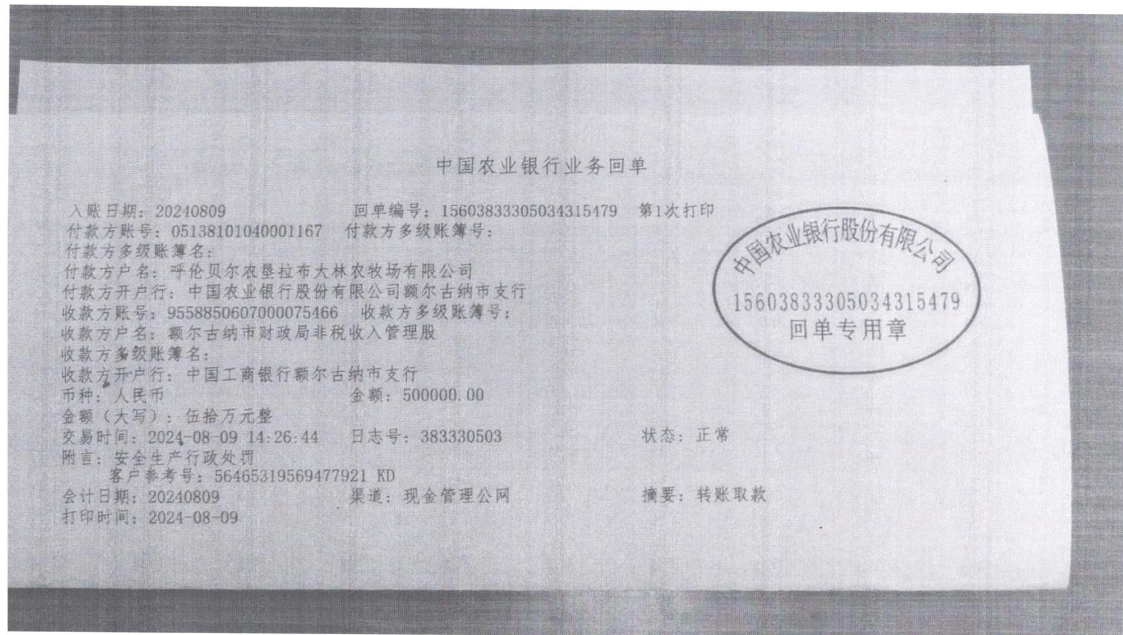 中国农业银行业务回单
入账日期：20240809 回单编号：15603833305034315479 第1次打印
付款方账号：05138101040001167 付款方多级账簿号：
付款方多级账簿名：
付款方户名：呼伦贝尔农垦拉布大林农牧场有限公司
付款方开户行：中国农业银行股份有限公司额尔古纳市支行
收款方账号：9558850607000075466 收款方多级账簿号：
收款方户名：额尔古纳市财政局非税收入管理股
收款方多级账簿名：
收款方开户行：中国工商银行额尔古纳市支行
币种：人民币 金额：500000.00
金额（大写）：伍拾万元整
交易时间：2024-08-09 14:26:44 日志号：383330503 状态：正常
附言：安全生产行政处罚
客户参考号：56465319569477921 KD
会计日期：20240809 渠道：现金管理公网 摘要：转账取款
打印时间：2024-08-09
中国农业银行股份有限公司
15603833305034315479
回单专用章